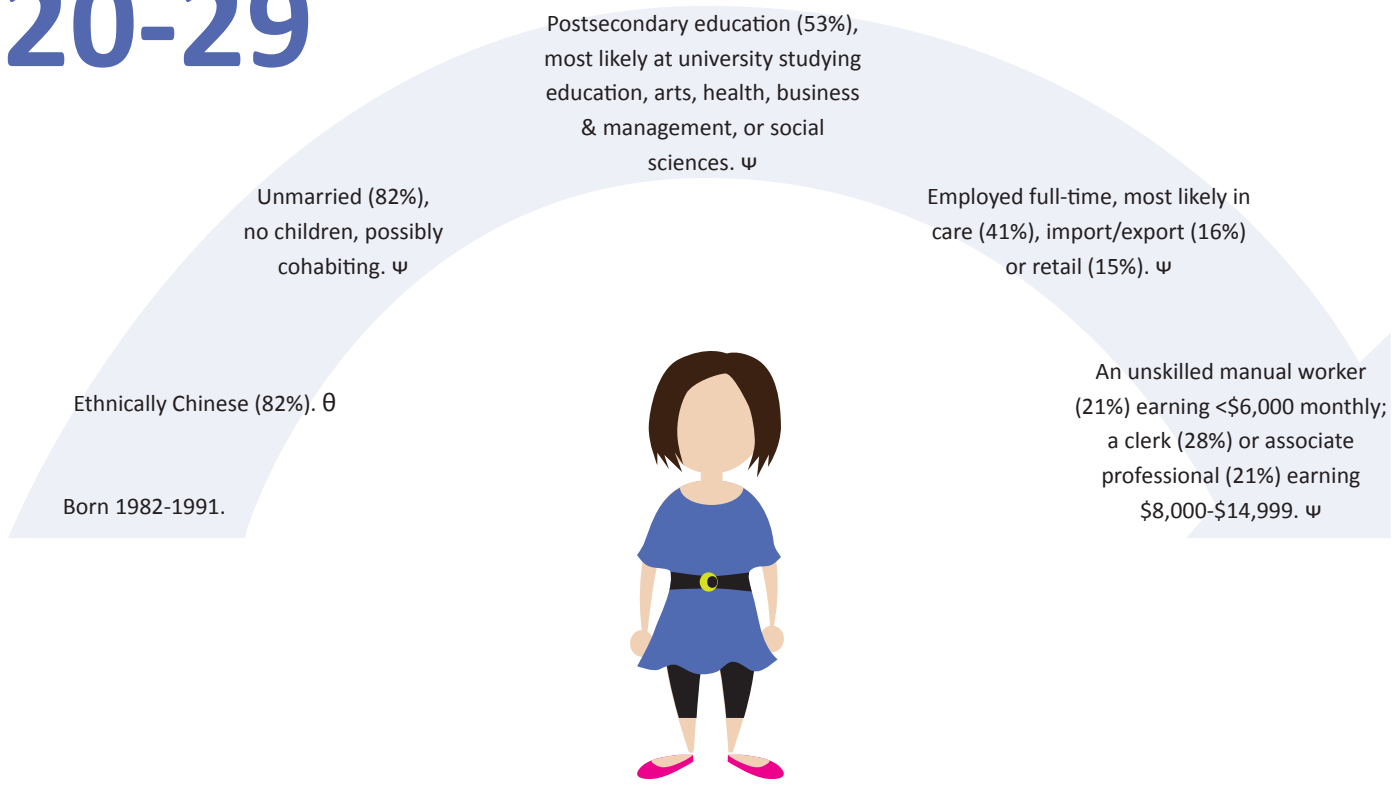 20-29
Postsecondary education (53%),
most likely at university studying
education, arts, health, business
& management, or social
sciences. Ψ
Unmarried (82%),
no children, possibly
cohabiting. Ψ
Employed full-time, most likely in
care (41%), import/export (16%)
or retail (15%). Ψ
Ethnically Chinese (82%). θ
An unskilled manual worker
(21%) earning <$6,000 monthly;
a clerk (28%) or associate
professional (21%) earning
$8,000-$14,999. Ψ
Born 1982-1991.